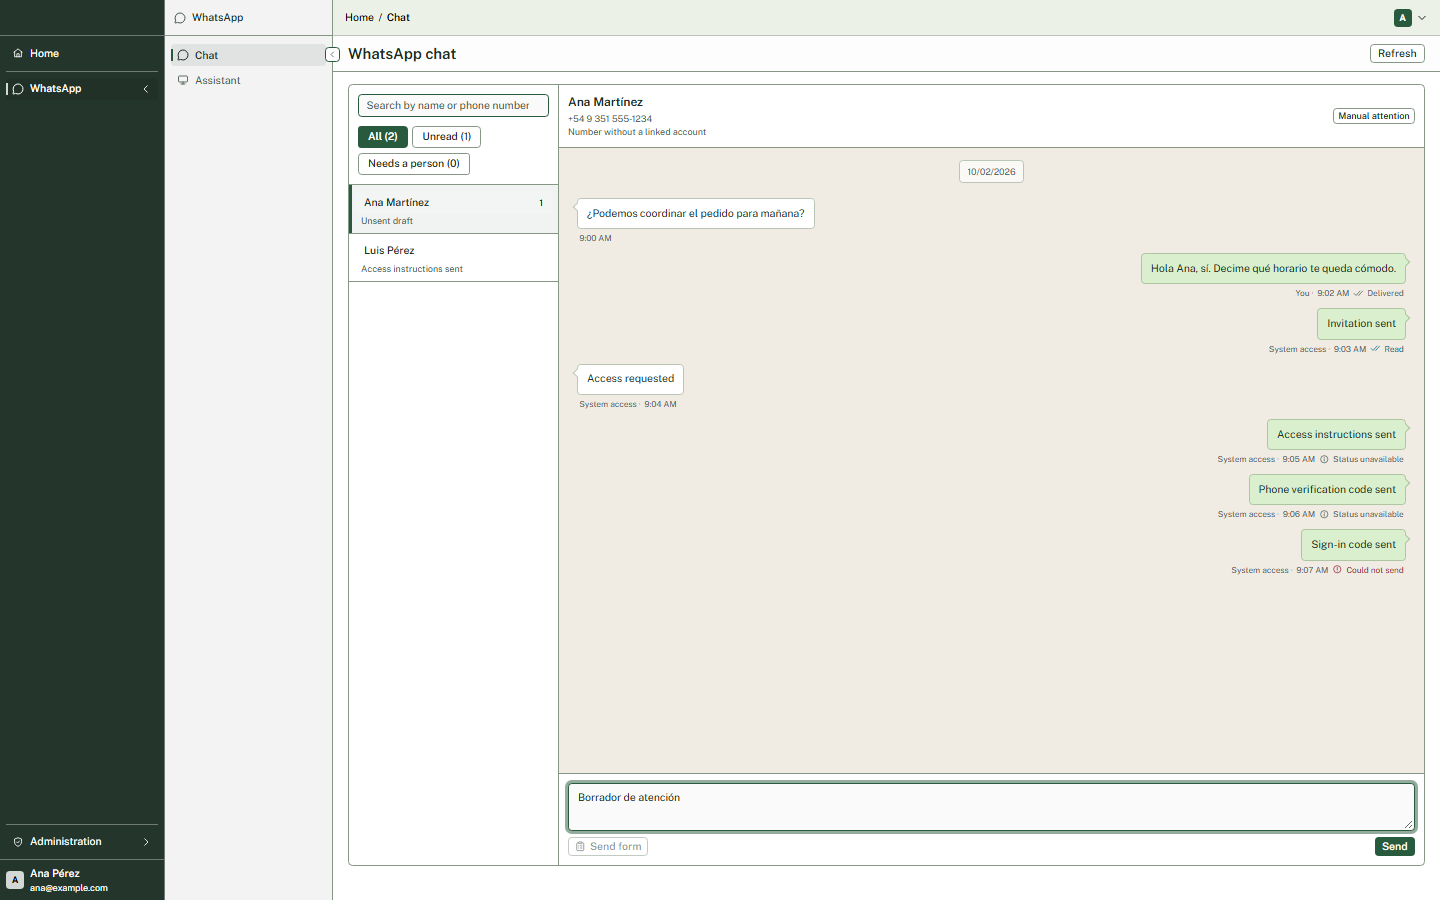 WhatsApp
Home / Chat
A
Home
WhatsApp
Chat
Assistant
WhatsApp chat
Refresh
Search by name or phone number
All (2)
Unread (1)
Needs a person (0)
Ana Martínez 1
Unsent draft
Luis Pérez
Access instructions sent
Ana Martínez
+54 9 351 555-1234
Number without a linked account
Manual attention
10/02/2026
¿Podemos coordinar el pedido para mañana?
9:00 AM
Hola Ana, sí. Decime qué horario te queda cómodo.
You · 9:02 AM Delivered
Invitation sent
System access · 9:03 AM Read
Access requested
System access · 9:04 AM
Access instructions sent
System access · 9:05 AM Status unavailable
Phone verification code sent
System access · 9:06 AM Status unavailable
Sign-in code sent
System access · 9:07 AM Could not send
Borrador de atención
Send form
Send
Administration
A
Ana Pérez
ana@example.com